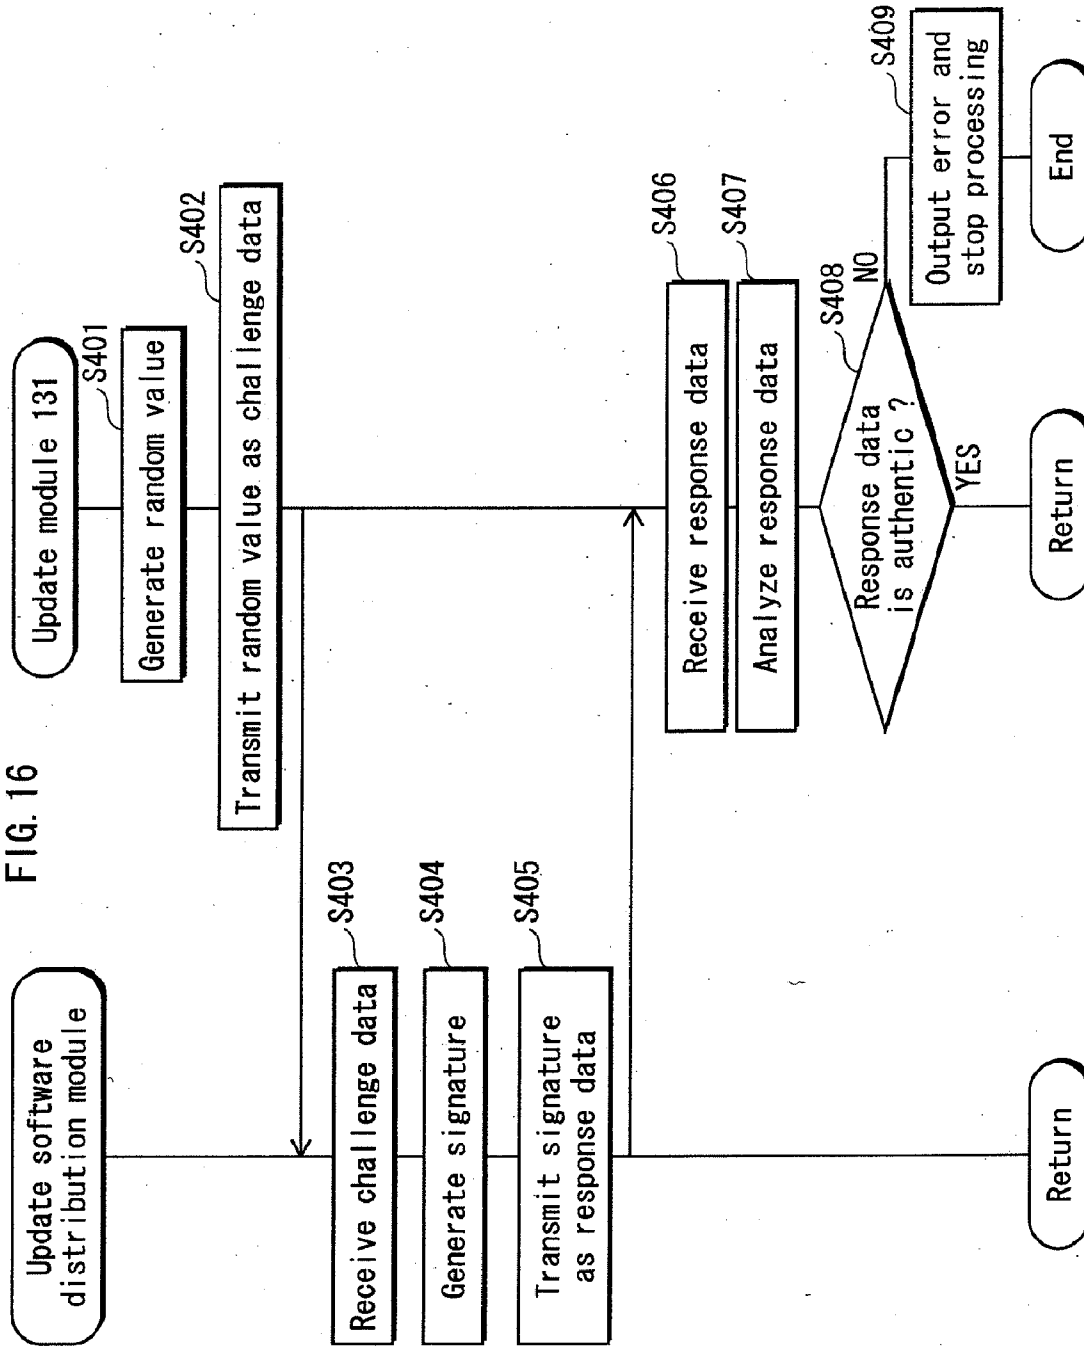 FIG. 16
Update software
distribution module
Update module 131
S401
Generate random value
S402
Transmit random value as challenge data
S403
Receive challenge data
S404
Generate signature
S405
Transmit signature
as response data
S406
Receive response data
S407
Analyze response data
S408
Response data
is authentic ?
NO
YES
S409
Output error and
stop processing
Return
Return
End